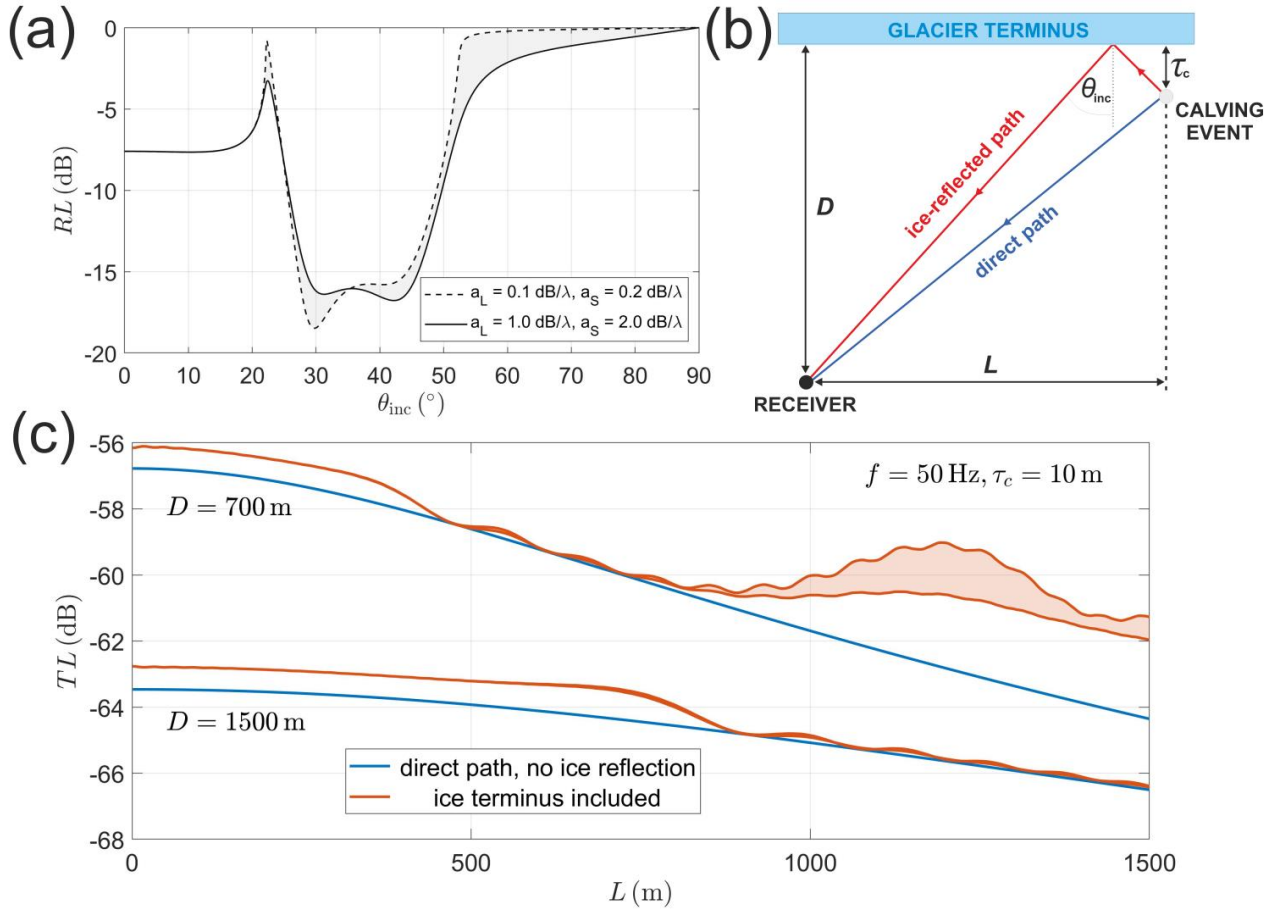 (a)
0
-5
-10
-15
-20
RL (dB)
0 10 20 30 40 50 60 70 80 90
θinc (°)
aL = 0.1 dB/λ, aS = 0.2 dB/λ
aL = 1.0 dB/λ, aS = 2.0 dB/λ
(b)
GLACIER TERMINUS
D
θinc
τc
CALVING
EVENT
ice-reflected path
direct path
L
RECEIVER
(c)
-56
-58
-60
-62
-64
-66
-68
TL (dB)
f = 50 Hz, τc = 10 m
D = 700 m
D = 1500 m
direct path, no ice reflection
ice terminus included
0 500 1000 1500
L (m)